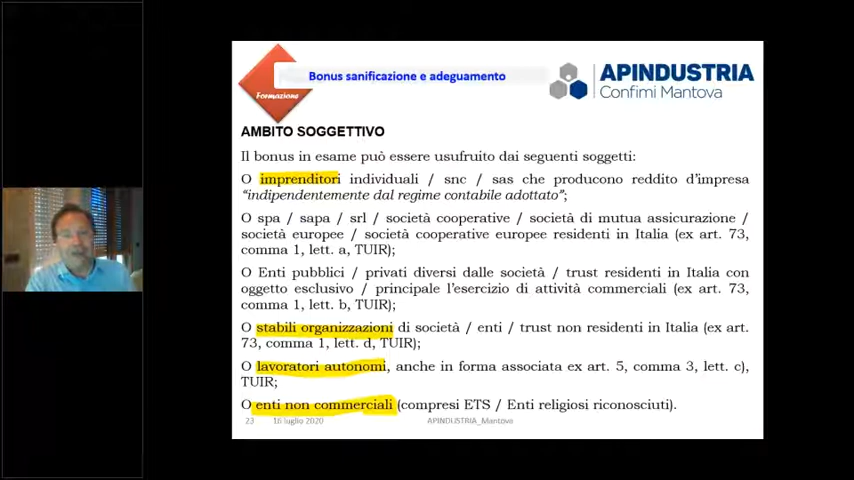 Bonus sanificazione e adeguamento
Formazione
APINDUSTRIA
Confimi Mantova
AMBITO SOGGETTIVO
Il bonus in esame può essere usufruito dai seguenti soggetti:
O imprenditori individuali / snc / sas che producono reddito d'impresa
“indipendentemente dal regime contabile adottato”;
O spa / sapa / srl / società cooperative / società di mutua assicurazione /
società europee / società cooperative europee residenti in Italia (ex art. 73,
comma 1, lett. a, TUIR);
O Enti pubblici / privati diversi dalle società / trust residenti in Italia con
oggetto esclusivo / principale l'esercizio di attività commerciali (ex art. 73,
comma 1, lett. b, TUIR);
O stabili organizzazioni di società / enti / trust non residenti in Italia (ex art.
73, comma 1, lett. d, TUIR);
O lavoratori autonomi, anche in forma associata ex art. 5, comma 3, lett. c),
TUIR;
O enti non commerciali (compresi ETS / Enti religiosi riconosciuti).
23 16 luglio 2020 APINDUSTRIA_Mantova